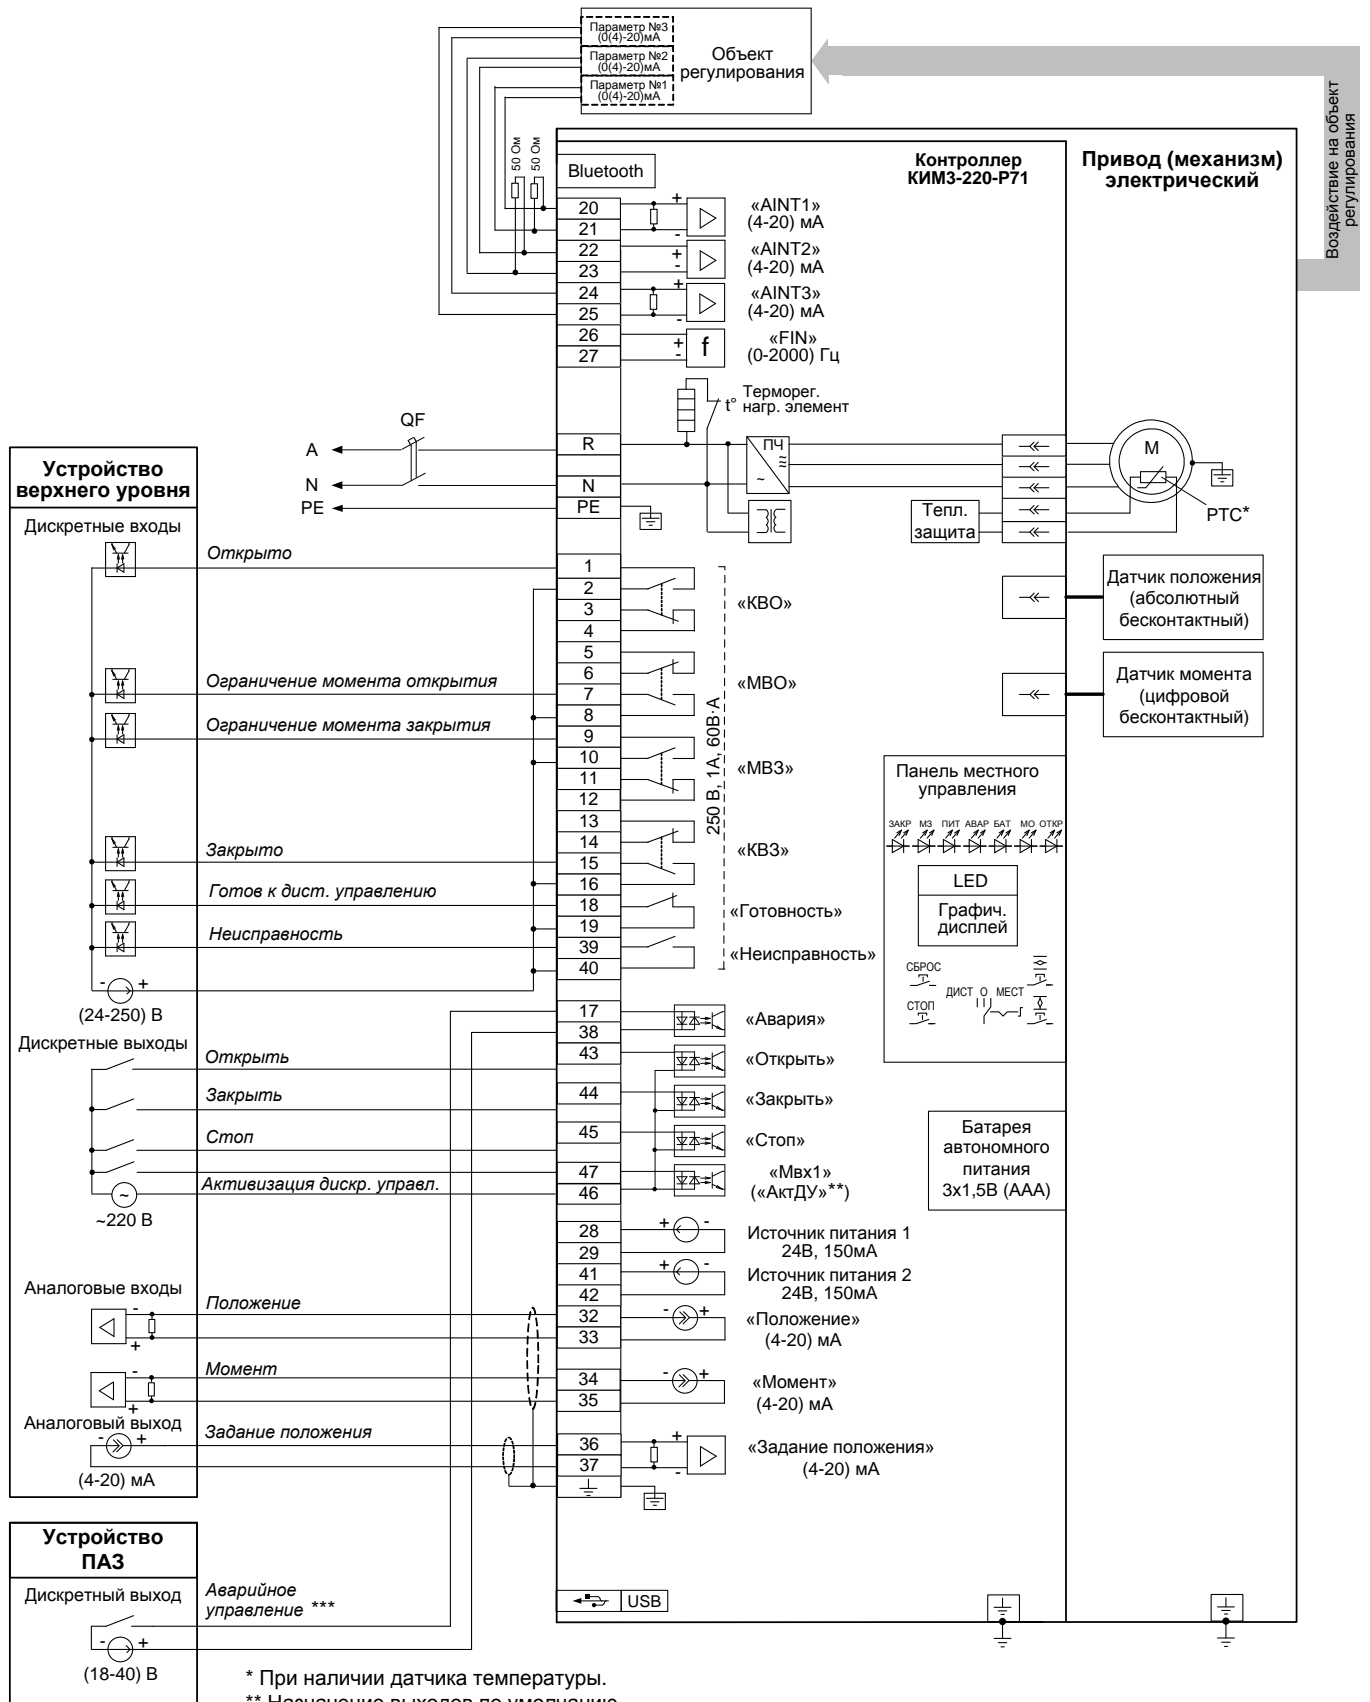 Параметр №3
(0(4)-20)мА
Параметр №2
(0(4)-20)мА
Параметр №1
(0(4)-20)мА
Объект
регулирования
Воздействие на объект
регулирования
50 Ом
50 Ом
Bluetooth
Контроллер
КИМ3-220-Р71
Привод (механизм)
электрический
20
21
22
23
24
25
26
27
+
-
«AINT1»
(4-20) мА
+
-
«AINT2»
(4-20) мА
+
-
«AINT3»
(4-20) мА
+
-
f
«FIN»
(0-2000) Гц
t°
Терморег.
нагр. элемент
QF
A
N
PE
R
N
PE
ПЧ
≈
~
M
PTC*
Тепл.
защита
Устройство
верхнего уровня
Дискретные входы
Открыто
Ограничение момента открытия
Ограничение момента закрытия
Закрыто
Готов к дист. управлению
Неисправность
- +
(24-250) В
1
2
3
4
5
6
7
8
9
10
11
12
13
14
15
16
18
19
39
40
«КВО»
«МВО»
«МВЗ»
«КВЗ»
«Готовность»
«Неисправность»
250 В, 1А, 60В·А
Датчик положения
(абсолютный
бесконтактный)
Датчик момента
(цифровой
бесконтактный)
Панель местного
управления
ЗАКР МЗ ПИТ АВАР БАТ МО ОТКР
LED
Графич.
дисплей
СБРОС
СТОП
ДИСТ О МЕСТ
Дискретные выходы
Открыть
Закрыть
Стоп
Активизация дискр. управл.
~
~220 В
17
38
43
44
45
47
46
«Авария»
«Открыть»
«Закрыть»
«Стоп»
«Мвх1»
(«АктДУ»**)
Батарея
автономного
питания
3x1,5В (ААА)
28
29
41
42
32
33
34
35
36
37
+ -
Источник питания 1
24В, 150мА
+ -
Источник питания 2
24В, 150мА
- +
«Положение»
(4-20) мА
- +
«Момент»
(4-20) мА
+
-
«Задание положения»
(4-20) мА
Аналоговые входы
Положение
-
+
Момент
-
+
Аналоговый выход
Задание положения
- +
(4-20) мА
Устройство
ПАЗ
Дискретный выход
Аварийное
управление ***
- +
(18-40) В
USB
* При наличии датчика температуры.
** Назначение выходов по умолчанию